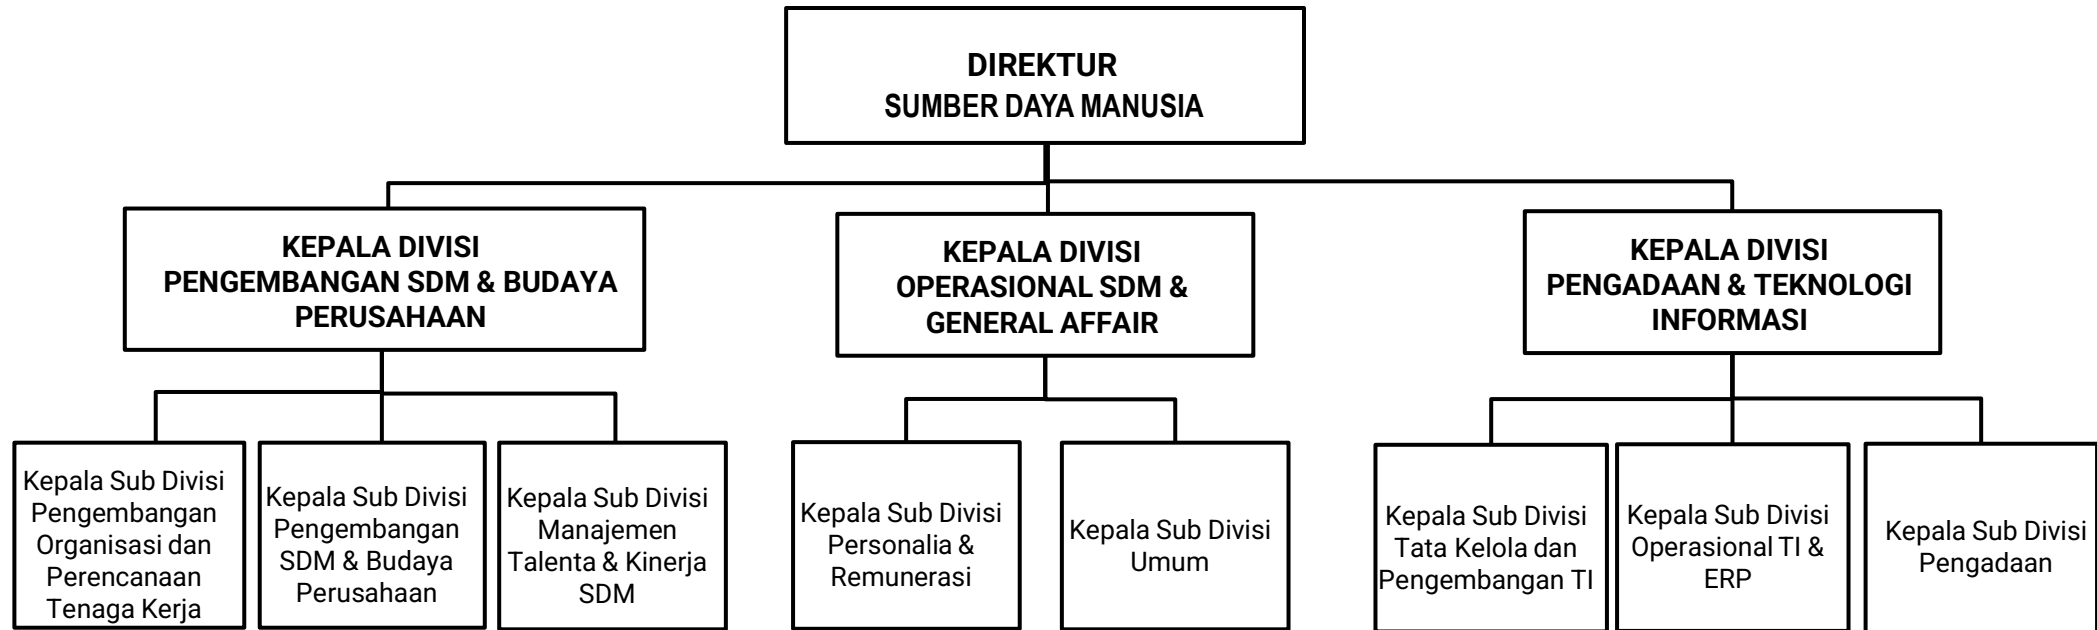 DIREKTUR
SUMBER DAYA MANUSIA
KEPALA DIVISI
PENGEMBANGAN SDM & BUDAYA
PERUSAHAAN
KEPALA DIVISI
OPERASIONAL SDM &
GENERAL AFFAIR
KEPALA DIVISI
PENGADAAN & TEKNOLOGI
INFORMASI
Kepala Sub Divisi
Pengembangan
Organisasi dan
Perencanaan
Tenaga Kerja
Kepala Sub Divisi
Pengembangan
SDM & Budaya
Perusahaan
Kepala Sub Divisi
Manajemen
Talenta & Kinerja
SDM
Kepala Sub Divisi
Personalia &
Remunerasi
Kepala Sub Divisi
Umum
Kepala Sub Divisi
Tata Kelola dan
Pengembangan TI
Kepala Sub Divisi
Operasional TI &
ERP
Kepala Sub Divisi
Pengadaan